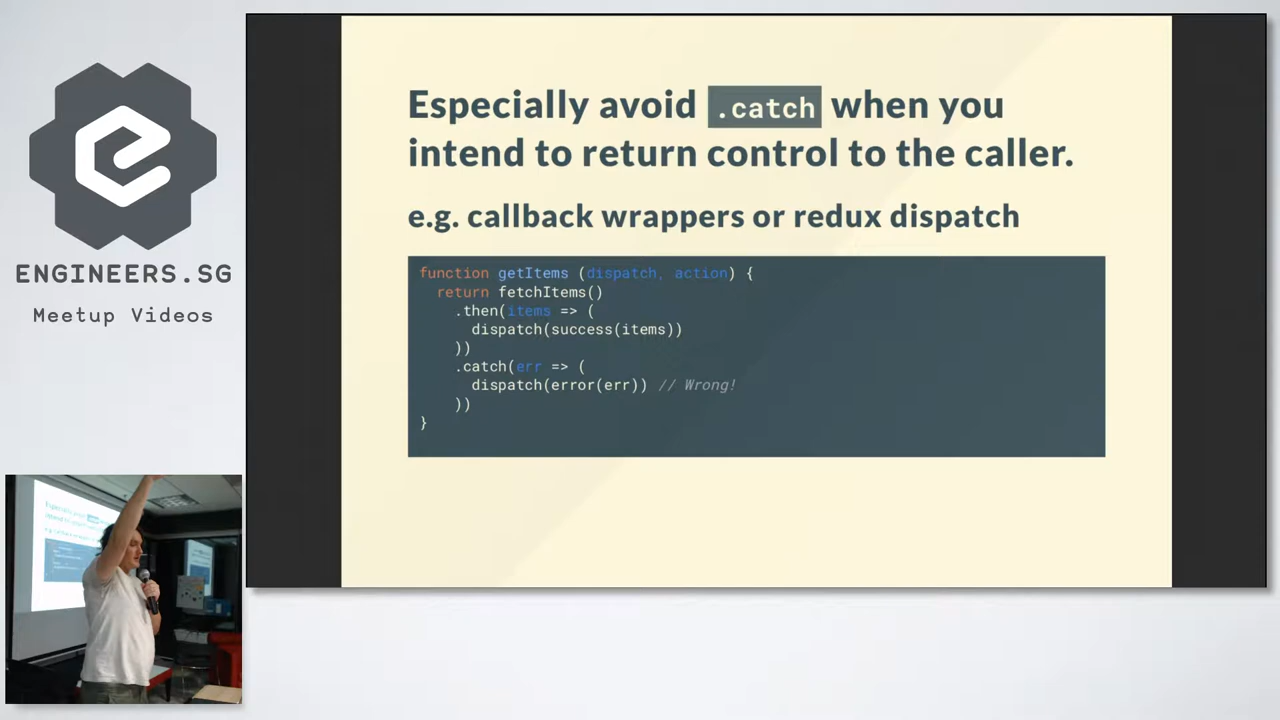 ENGINEERS.SG
Meetup Videos
Especially avoid .catch when you
intend to return control to the caller.
e.g. callback wrappers or redux dispatch
function getItems (dispatch, action) {
return fetchItems()
.then(items => (
dispatch(success(items))
))
.catch(err => (
dispatch(error(err)) // Wrong!
))
}